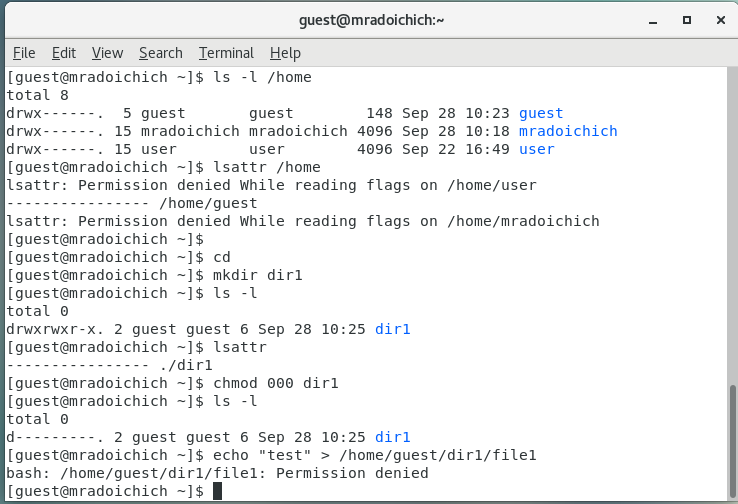 guest@mradoichich:~
File Edit View Search Terminal Help
[guest@mradoichich ~]$ ls -l /home
total 8
drwx------.  5 guest       guest        148 Sep 28 10:23 guest
drwx------. 15 mradoichich mradoichich 4096 Sep 28 10:18 mradoichich
drwx------. 15 user        user        4096 Sep 22 16:49 user
[guest@mradoichich ~]$ lsattr /home
lsattr: Permission denied While reading flags on /home/user
---------------- /home/guest
lsattr: Permission denied While reading flags on /home/mradoichich
[guest@mradoichich ~]$
[guest@mradoichich ~]$ cd
[guest@mradoichich ~]$ mkdir dir1
[guest@mradoichich ~]$ ls -l
total 0
drwxrwxr-x. 2 guest guest 6 Sep 28 10:25 dir1
[guest@mradoichich ~]$ lsattr
---------------- ./dir1
[guest@mradoichich ~]$ chmod 000 dir1
[guest@mradoichich ~]$ ls -l
total 0
d---------. 2 guest guest 6 Sep 28 10:25 dir1
[guest@mradoichich ~]$ echo "test" > /home/guest/dir1/file1
bash: /home/guest/dir1/file1: Permission denied
[guest@mradoichich ~]$